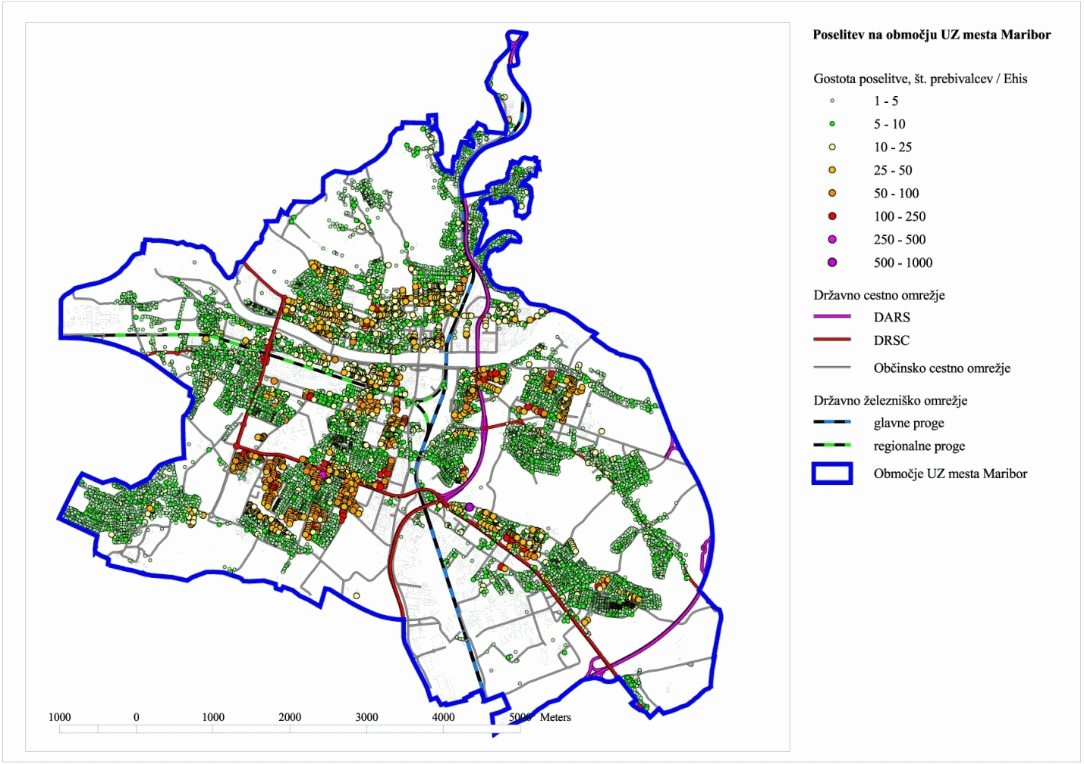 Poselitev na območju UZ mesta Maribor
Gostota poselitve, št. prebivalcev / Ehis
1 - 5
5 - 10
10 - 25
25 - 50
50 - 100
100 - 250
250 - 500
500 - 1000
Državno cestno omrežje
DARS
DRSC
Občinsko cestno omrežje
Državno železniško omrežje
glavne proge
regionalne proge
Območje UZ mesta Maribor
1000 0 1000 2000 3000 4000 5000 Meters